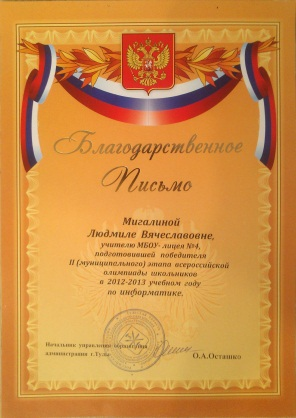 Благодарственное
Письмо
Мигалиной
Людмиле Вячеславовне,
учителю МБОУ- лицея №4,
подготовившей победителя
II (муниципального) этапа всероссийской
олимпиады школьников
в 2012-2013 учебном году
по информатике.
Начальник управления образования
администрации г.Тулы
О.А.Осташко